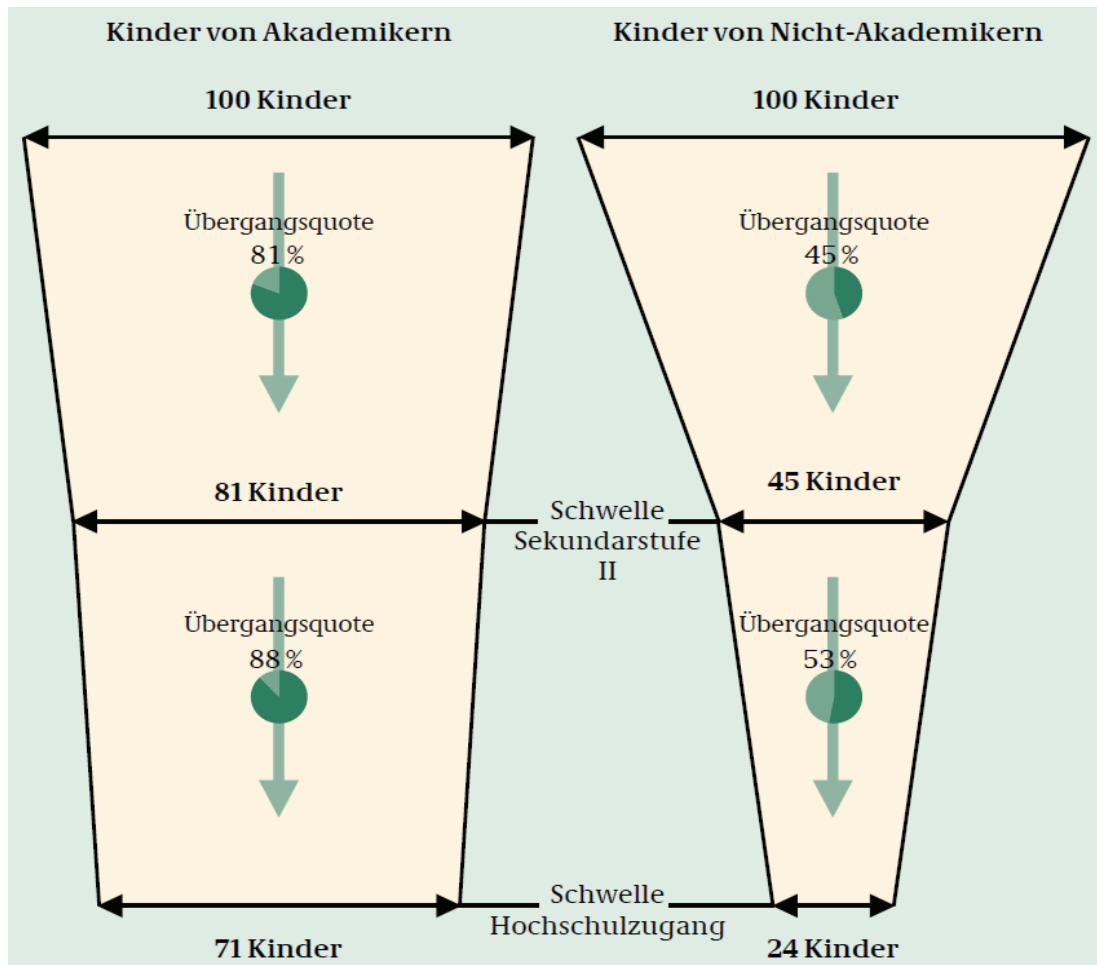 Kinder von Akademikern
100 Kinder
Übergangsquote
81 %
81 Kinder
Übergangsquote
88 %
71 Kinder
Schwelle
Sekundarstufe
II
Schwelle
Hochschulzugang
Kinder von Nicht-Akademikern
100 Kinder
Übergangsquote
45 %
45 Kinder
Übergangsquote
53 %
24 Kinder